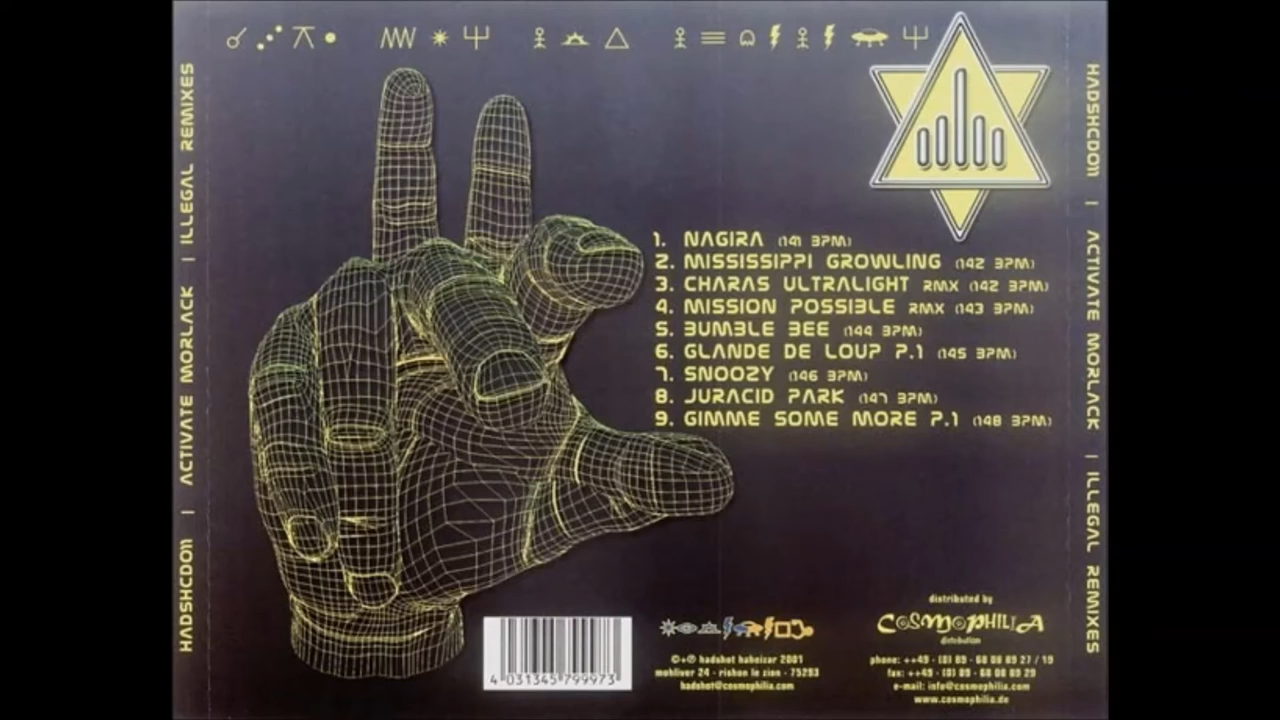 HADSHCDON | ACTIVATE MORLACK | ILLEGAL REMIXES
1. NAGIRA (141 BPM)
2. MISSISSIPPI GROWLING (142 BPM)
3. CHARAS ULTRALIGHT RMX (142 BPM)
4. MISSION POSSIBLE RMX (143 BPM)
5. BUMBLE BEE (144 BPM)
6. GLANDE DE LOUP P.1 (145 BPM)
7. SNOOZY (146 BPM)
8. JURACID PARK (147 BPM)
9. GIMME SOME MORE P.1 (148 BPM)
4 031345 799973
©+℗ hadshot haheizar 2001
mohliver 24 - rishon le zion - 75293
hadshot@cosmophilia.com
distributed by
COSMOPHILIA
distribution
phone: ++49 - (0) 89 - 68 08 69 27 / 19
fax: ++49 - (0) 89 - 68 08 69 29
e-mail: info@cosmophilia.com
www.cosmophilia.de
HADSHCDON | ACTIVATE MORLACK | ILLEGAL REMIXES